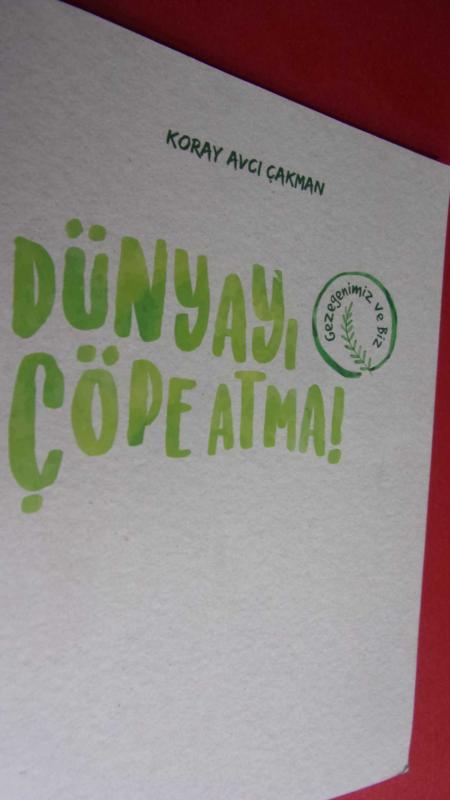 KORAY AVCI ÇAKMAN
DÜNYAYI
Gezegenimiz ve Biz
ÇÖPE ATMA!